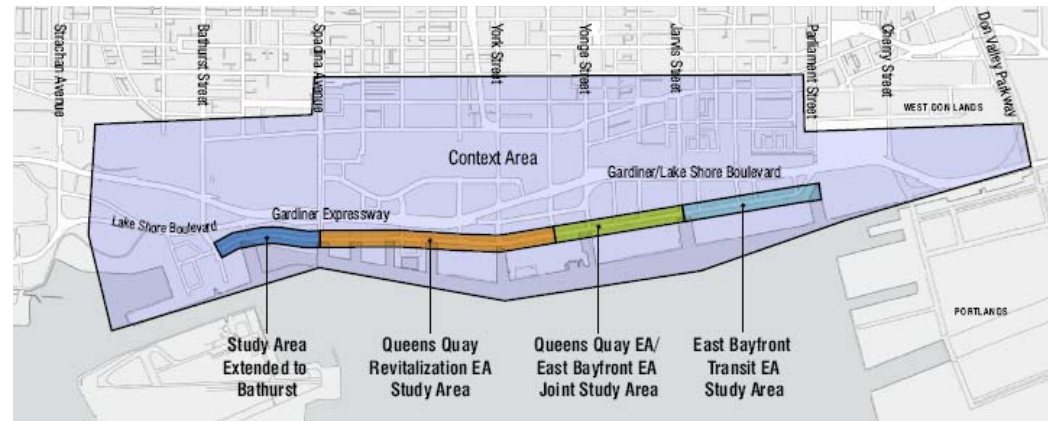 Strachan Avenue
Bathurst Street
Spadina Avenue
York Street
Yonge Street
Jarvis Street
Parliament Street
Cherry Street
Don Valley Parkway
WEST DON LANDS
Context Area
Gardiner/Lake Shore Boulevard
Gardiner Expressway
Lake Shore Boulevard
PORTLANDS
Study Area
Extended to
Bathurst
Queens Quay
Revitalization EA
Study Area
Queens Quay EA/
East Bayfront EA
Joint Study Area
East Bayfront
Transit EA
Study Area